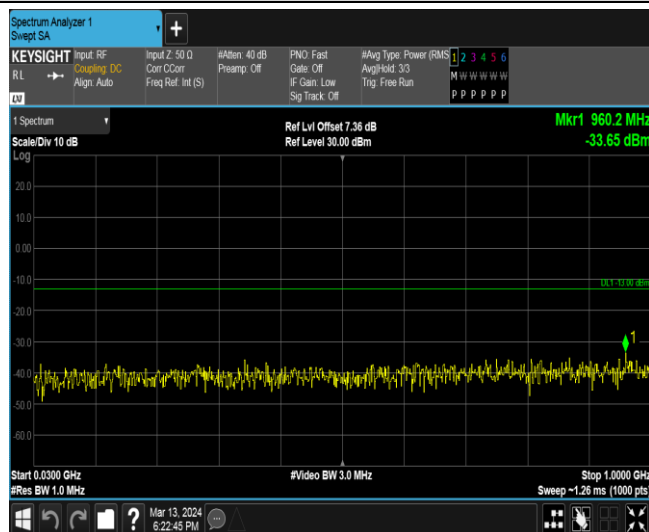 Spectrum Analyzer 1
Swept SA
+
KEYSIGHT
RL
LXI
Input: RF
Coupling: DC
Align: Auto
Input Z: 50 Ω
Corr CCorr
Freq Ref: Int (S)
#Atten: 40 dB
Preamp: Off
PNO: Fast
Gate: Off
IF Gain: Low
Sig Track: Off
#Avg Type: Power (RMS
Avg|Hold: 3/3
Trig: Free Run
1 2 3 4 5 6
M W W W W W
P P P P P P
1 Spectrum
Scale/Div 10 dB
Ref Lvl Offset 7.36 dB
Ref Level 30.00 dBm
Mkr1 960.2 MHz
-33.65 dBm
Log
20.0
10.0
0.00
-10.0
DL1 -13.00 dBm
-20.0
-30.0
1
-40.0
-50.0
-60.0
Start 0.0300 GHz
#Video BW 3.0 MHz
Stop 1.0000 GHz
#Res BW 1.0 MHz
Sweep ~1.26 ms (1000 pts)
?
Mar 13, 2024
6:22:45 PM